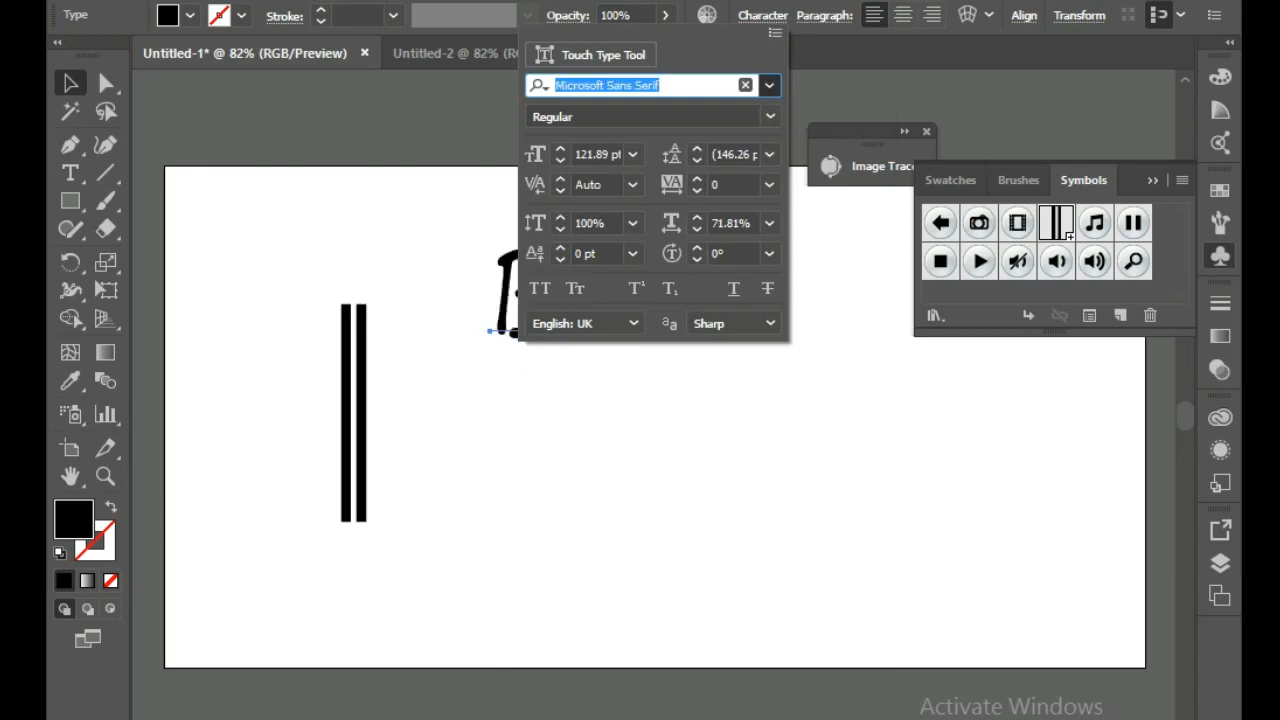 Type
Stroke:
Opacity: 100%
Character
Paragraph:
Align
Transform
Untitled-1* @ 82% (RGB/Preview)
Untitled-2 @ 82%
Touch Type Tool
Microsoft Sans Serif
Regular
121.89 pt
(146.26
Auto
0
100%
71.81%
0 pt
0°
English: UK
Sharp
Image Trac
Swatches
Brushes
Symbols
Activate Windows